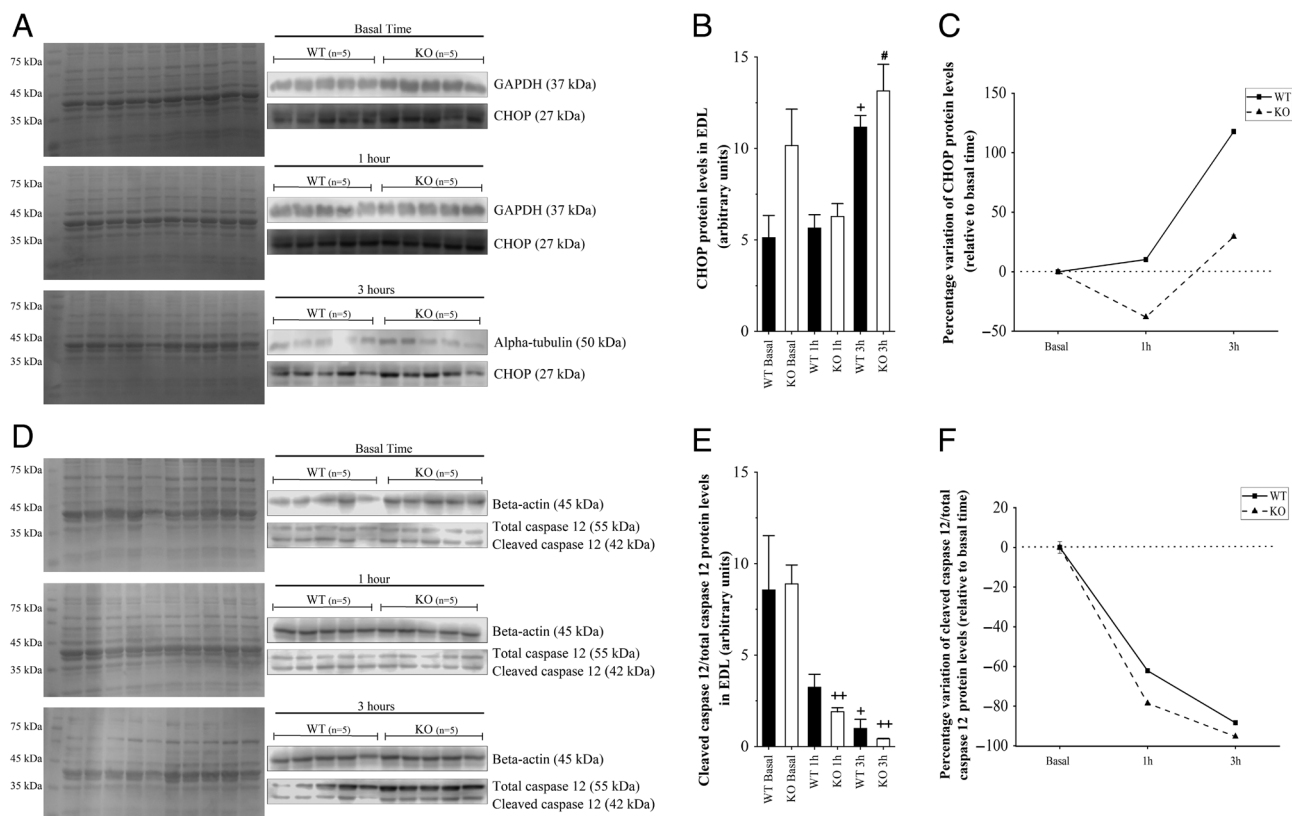 A
Basal Time
WT (n=5) KO (n=5)
75 kDa
45 kDa
35 kDa
GAPDH (37 kDa)
CHOP (27 kDa)
1 hour
WT (n=5) KO (n=5)
75 kDa
45 kDa
35 kDa
GAPDH (37 kDa)
CHOP (27 kDa)
3 hours
WT (n=5) KO (n=5)
75 kDa
45 kDa
35 kDa
Alpha-tubulin (50 kDa)
CHOP (27 kDa)
B
CHOP protein levels in EDL
(arbitrary units)
15
10
5
0
+
#
WT Basal
KO Basal
WT 1h
KO 1h
WT 3h
KO 3h
C
Percentage variation of CHOP protein levels
(relative to basal time)
150
100
50
0
−50
Basal 1h 3h
WT
KO
D
Basal Time
WT (n=5) KO (n=5)
75 kDa
45 kDa
35 kDa
Beta-actin (45 kDa)
Total caspase 12 (55 kDa)
Cleaved caspase 12 (42 kDa)
1 hour
WT (n=5) KO (n=5)
75 kDa
45 kDa
35 kDa
Beta-actin (45 kDa)
Total caspase 12 (55 kDa)
Cleaved caspase 12 (42 kDa)
3 hours
WT (n=5) KO (n=5)
75 kDa
45 kDa
35 kDa
Beta-actin (45 kDa)
Total caspase 12 (55 kDa)
Cleaved caspase 12 (42 kDa)
E
Cleaved caspase 12/total caspase 12 protein levels
in EDL (arbitrary units)
15
10
5
0
++
+
++
WT Basal
KO Basal
WT 1h
KO 1h
WT 3h
KO 3h
F
Percentage variation of cleaved caspase 12/total
caspase 12 protein levels (relative to basal time)
20
0
−20
−40
−60
−80
−100
Basal 1h 3h
WT
KO